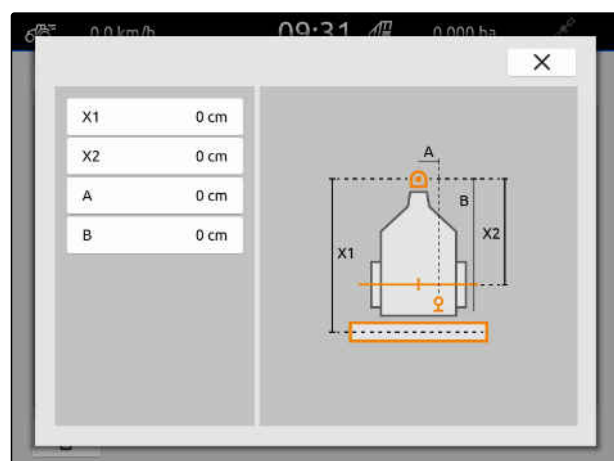 0.0 km/h 09:31 0.000 ha
X1 0 cm
X2 0 cm
A 0 cm
B 0 cm
A
B
X2
X1